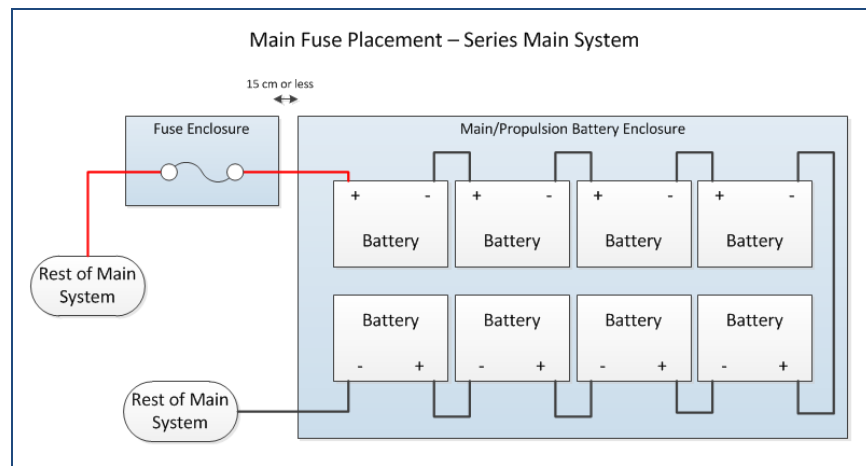 Main Fuse Placement – Series Main System
15 cm or less
Fuse Enclosure
Main/Propulsion Battery Enclosure
+ - + - + - + -
Battery Battery Battery Battery
Rest of Main
System
Battery Battery Battery Battery
- + - + - + - +
Rest of Main
System